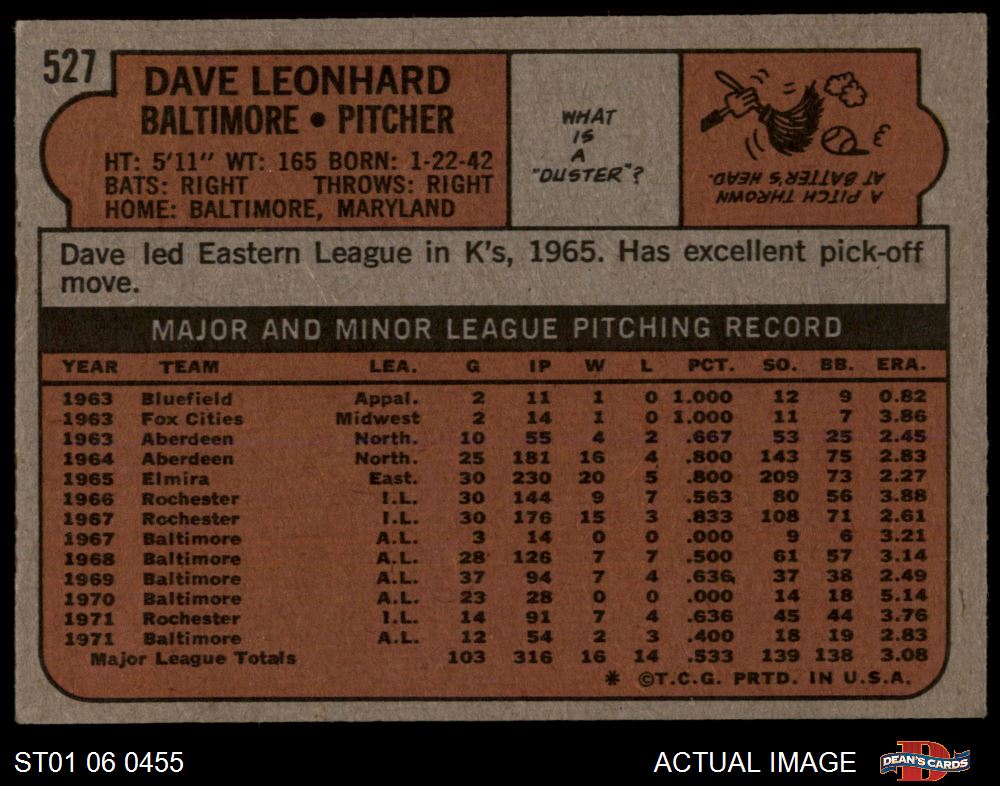 527
DAVE LEONHARD
BALTIMORE • PITCHER
HT: 5'11" WT: 165 BORN: 1-22-42
BATS: RIGHT THROWS: RIGHT
HOME: BALTIMORE, MARYLAND
WHAT
IS
A
"DUSTER"?
A PITCH THROWN
AT BATTER'S HEAD.
Dave led Eastern League in K's, 1965. Has excellent pick-off
move.
MAJOR AND MINOR LEAGUE PITCHING RECORD
YEAR TEAM LEA. G IP W L PCT. SO. BB. ERA.
1963 Bluefield Appal. 2 11 1 0 1.000 12 9 0.82
1963 Fox Cities Midwest 2 14 1 0 1.000 11 7 3.86
1963 Aberdeen North. 10 55 4 2 .667 53 25 2.45
1964 Aberdeen North. 25 181 16 4 .800 143 75 2.83
1965 Elmira East. 30 230 20 5 .800 209 73 2.27
1966 Rochester I.L. 30 144 9 7 .563 80 56 3.88
1967 Rochester I.L. 30 176 15 3 .833 108 71 2.61
1967 Baltimore A.L. 3 14 0 0 .000 9 6 3.21
1968 Baltimore A.L. 28 126 7 7 .500 61 57 3.14
1969 Baltimore A.L. 37 94 7 4 .636 37 38 2.49
1970 Baltimore A.L. 23 28 0 0 .000 14 18 5.14
1971 Rochester I.L. 14 91 7 4 .636 45 44 3.76
1971 Baltimore A.L. 12 54 2 3 .400 18 19 2.83
Major League Totals 103 316 16 14 .533 139 138 3.08
* ©T.C.G. PRTD. IN U.S.A.
ST01 06 0455
ACTUAL IMAGE
D
DEAN'S CARDS